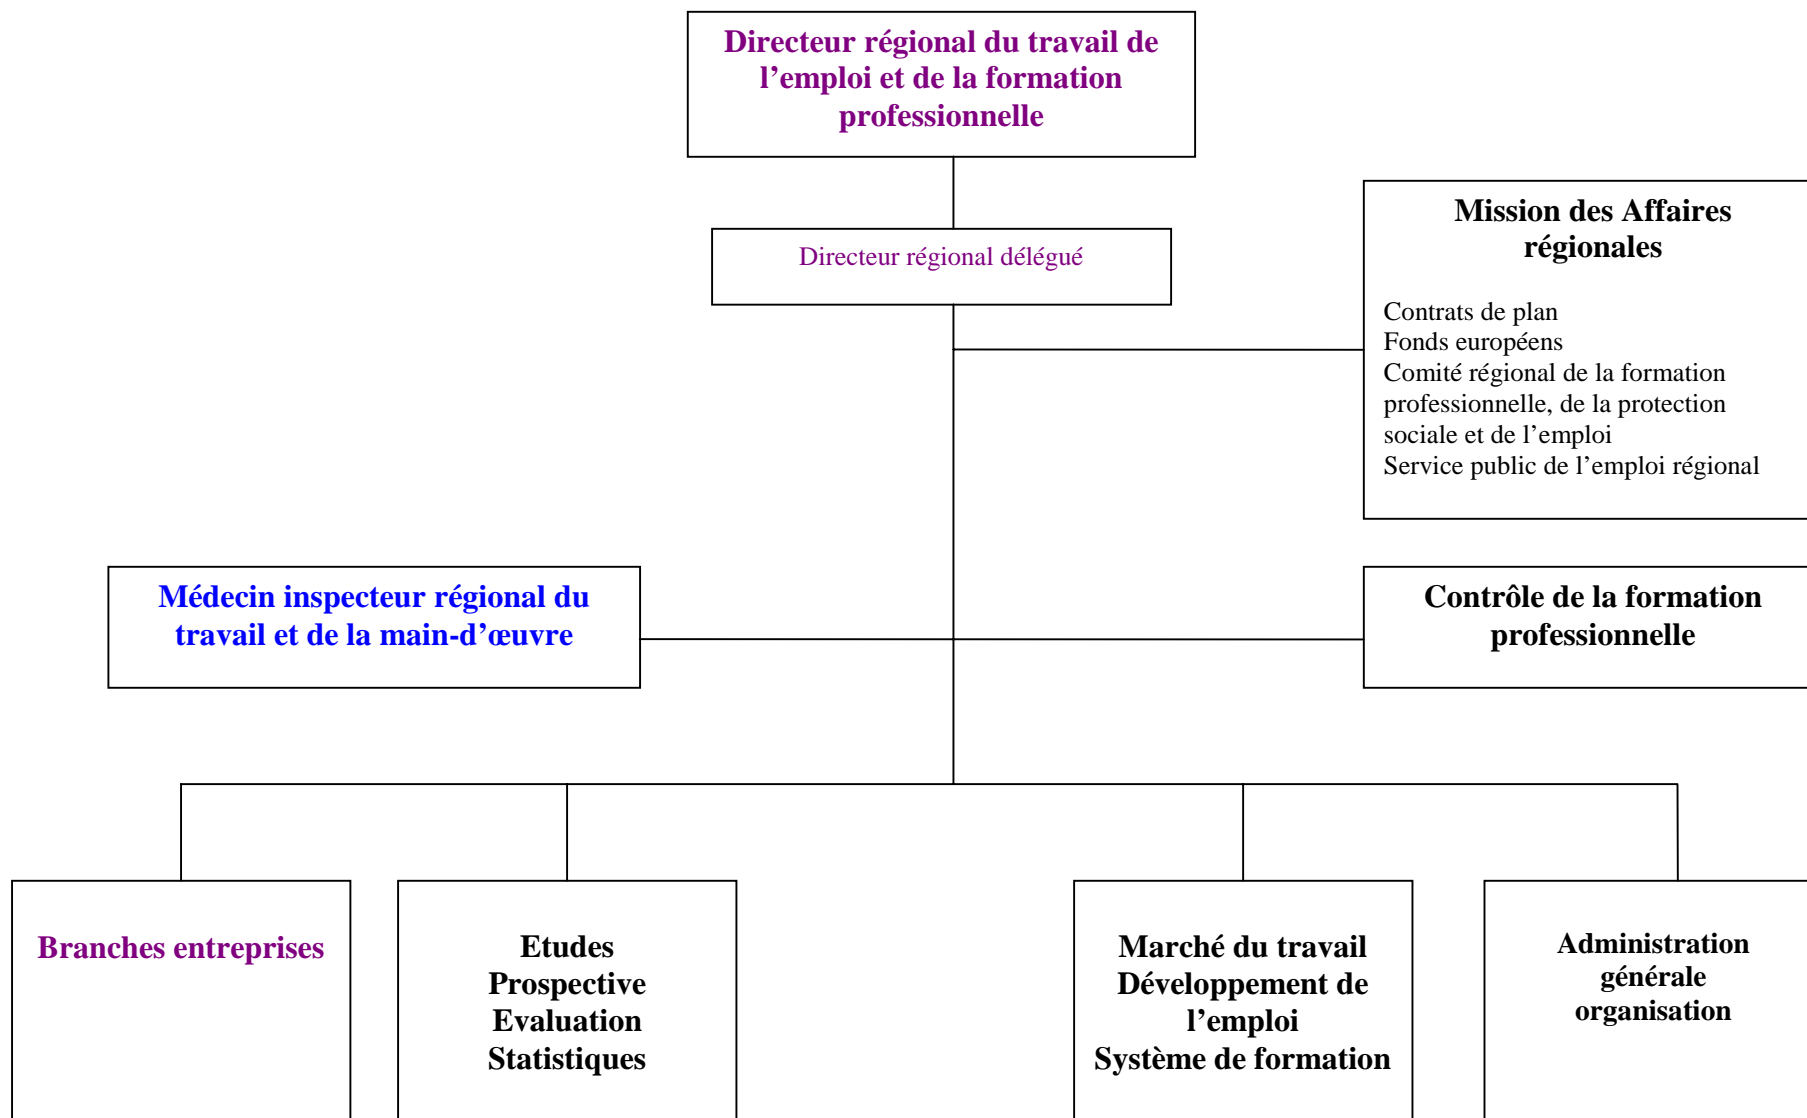 Directeur régional du travail de
l’emploi et de la formation
professionnelle
Directeur régional délégué
Mission des Affaires
régionales
Contrats de plan
Fonds européens
Comité régional de la formation
professionnelle, de la protection
sociale et de l’emploi
Service public de l’emploi régional
Médecin inspecteur régional du
travail et de la main-d’œuvre
Contrôle de la formation
professionnelle
Branches entreprises
Etudes
Prospective
Evaluation
Statistiques
Marché du travail
Développement de
l’emploi
Système de formation
Administration
générale
organisation